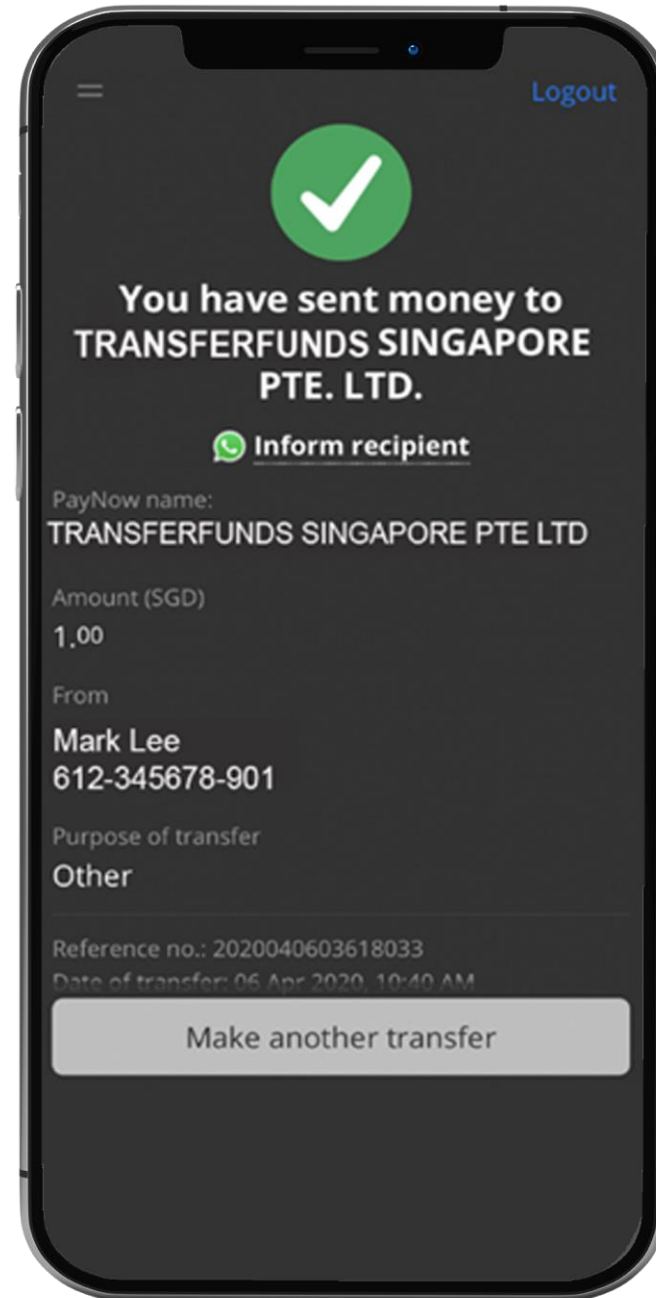 Logout
You have sent money to
TRANSFERFUNDS SINGAPORE
PTE. LTD.
Inform recipient
PayNow name:
TRANSFERFUNDS SINGAPORE PTE LTD
Amount (SGD)
1.00
From
Mark Lee
612-345678-901
Purpose of transfer
Other
Reference no.: 2020040603618033
Date of transfer: 06 Apr 2020, 10:40 AM
Make another transfer